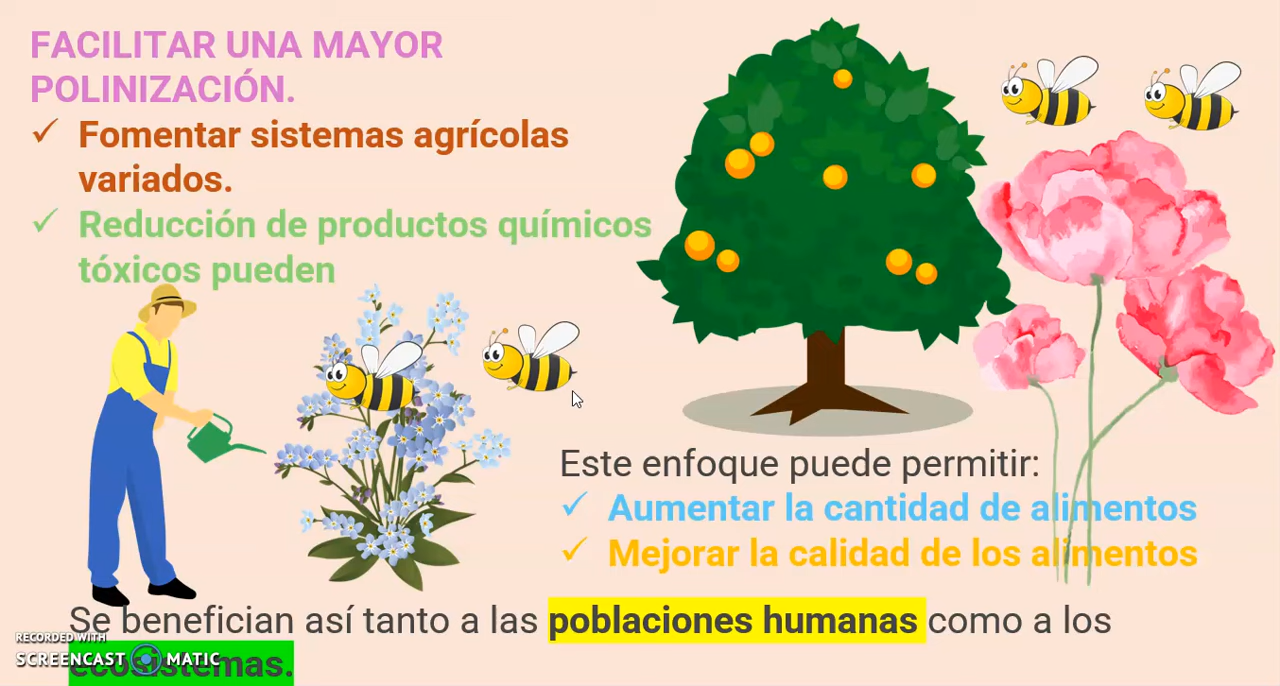 FACILITAR UNA MAYOR
POLINIZACIÓN.
✓ Fomentar sistemas agrícolas
variados.
✓ Reducción de productos químicos
tóxicos pueden
Este enfoque puede permitir:
✓ Aumentar la cantidad de alimentos
✓ Mejorar la calidad de los alimentos
Se benefician así tanto a las poblaciones humanas como a los
ecosistemas.
RECORDED WITH
SCREENCAST MATIC